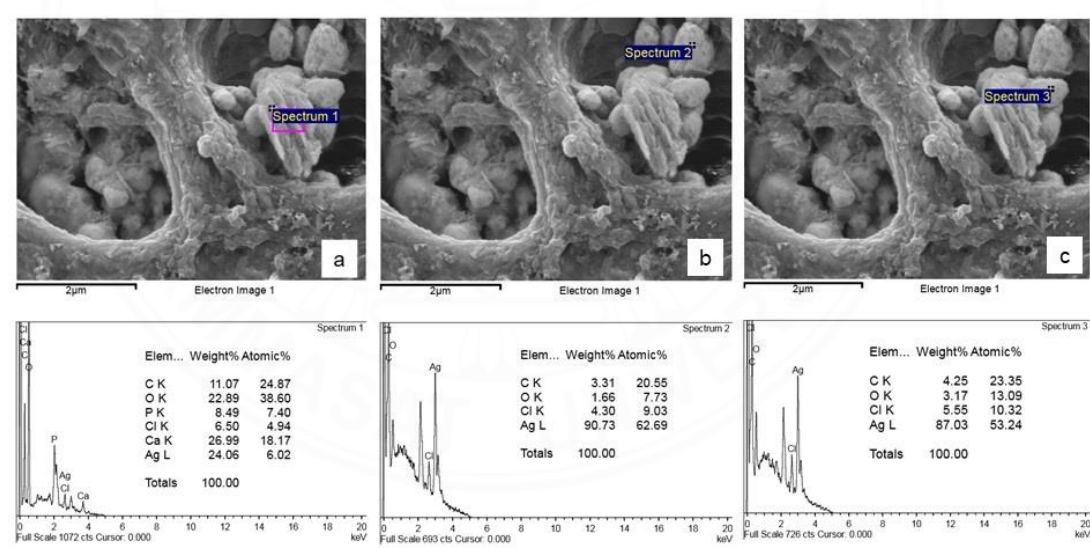 Spectrum 1
a
2µm
Electron Image 1
Spectrum 2
b
2µm
Electron Image 1
Spectrum 3
c
2µm
Electron Image 1
Spectrum 1
Cl
Ca
C
O
P
Ag
Cl
Ca
Elem... Weight% Atomic%
C K 11.07 24.87
O K 22.89 38.60
P K 8.49 7.40
Cl K 6.50 4.94
Ca K 26.99 18.17
Ag L 24.06 6.02
Totals 100.00
0 2 4 6 8 10 12 14 16 18 20
Full Scale 1072 cts Cursor: 0.000 keV
Spectrum 2
Cl
O
C
Ag
Cl
Elem... Weight% Atomic%
C K 3.31 20.55
O K 1.66 7.73
Cl K 4.30 9.03
Ag L 90.73 62.69
Totals 100.00
0 2 4 6 8 10 12 14 16 18 20
Full Scale 693 cts Cursor: 0.000 keV
Spectrum 3
Cl
O
C
Ag
Cl
Elem... Weight% Atomic%
C K 4.25 23.35
O K 3.17 13.09
Cl K 5.55 10.32
Ag L 87.03 53.24
Totals 100.00
0 2 4 6 8 10 12 14 16 18 20
Full Scale 726 cts Cursor: 0.000 keV